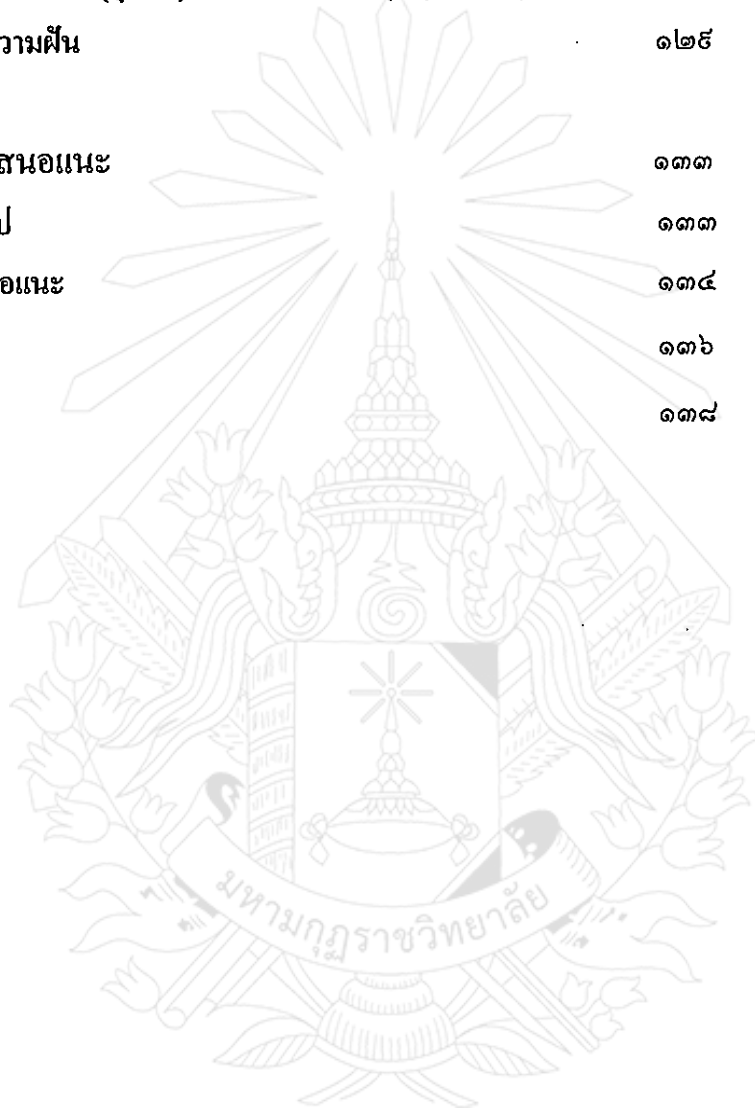 วามฝัน ๑๒๙
สนอแนะ ๑๓๓
ป ๑๓๓
อแนะ ๑๓๔
๑๓๖
๑๓๘
มหามกุฏราชวิทยาลัย